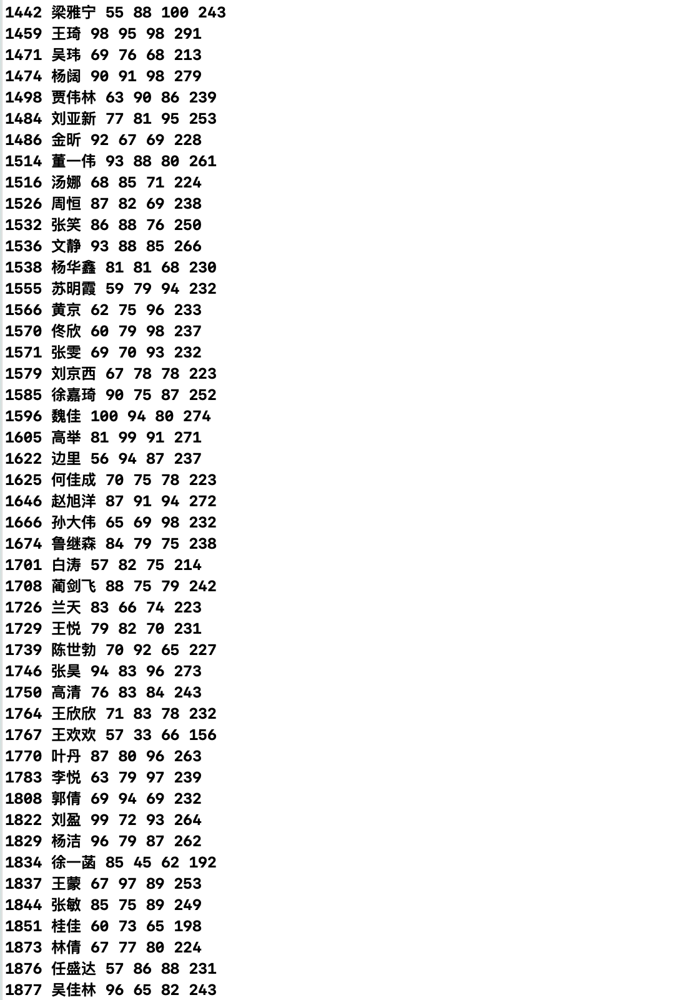 1442 梁雅宁 55 88 100 243
1459 王琦 98 95 98 291
1471 吴玮 69 76 68 213
1474 杨阔 90 91 98 279
1498 贾伟林 63 90 86 239
1484 刘亚新 77 81 95 253
1486 金昕 92 67 69 228
1514 董一伟 93 88 80 261
1516 汤娜 68 85 71 224
1526 周恒 87 82 69 238
1532 张笑 86 88 76 250
1536 文静 93 88 85 266
1538 杨华鑫 81 81 68 230
1555 苏明霞 59 79 94 232
1566 黄京 62 75 96 233
1570 佟欣 60 79 98 237
1571 张雯 69 70 93 232
1579 刘京西 67 78 78 223
1585 徐嘉琦 90 75 87 252
1596 魏佳 100 94 80 274
1605 高举 81 99 91 271
1622 边里 56 94 87 237
1625 何佳成 70 75 78 223
1646 赵旭洋 87 91 94 272
1666 孙大伟 65 69 98 232
1674 鲁继森 84 79 75 238
1701 白涛 57 82 75 214
1708 蔺剑飞 88 75 79 242
1726 兰天 83 66 74 223
1729 王悦 79 82 70 231
1739 陈世勃 70 92 65 227
1746 张昊 94 83 96 273
1750 高清 76 83 84 243
1764 王欣欣 71 83 78 232
1767 王欢欢 57 33 66 156
1770 叶丹 87 80 96 263
1783 李悦 63 79 97 239
1808 郭倩 69 94 69 232
1822 刘盈 99 72 93 264
1829 杨洁 96 79 87 262
1834 徐一菡 85 45 62 192
1837 王蒙 67 97 89 253
1844 张敏 85 75 89 249
1851 桂佳 60 73 65 198
1873 林倩 67 77 80 224
1876 任盛达 57 86 88 231
1877 吴佳林 96 65 82 243